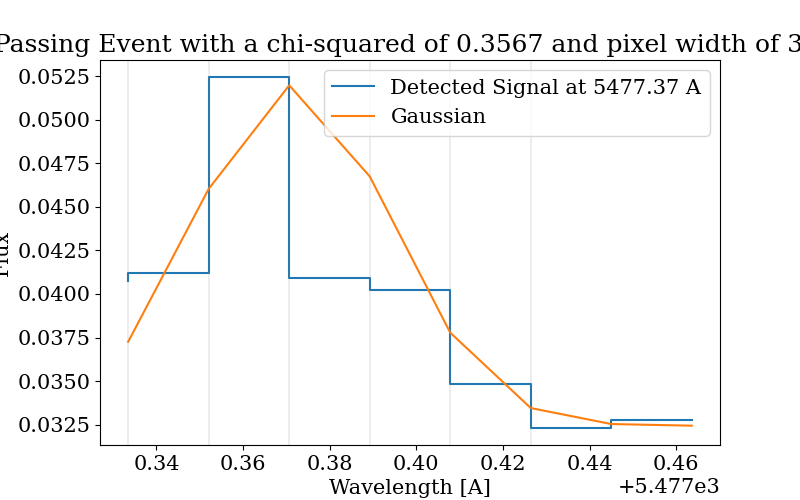 Passing Event with a chi-squared of 0.3567 and pixel width of 3
Detected Signal at 5477.37 A
Gaussian
0.0525
0.0500
0.0475
0.0450
0.0425
0.0400
0.0375
0.0350
0.0325
Flux
0.34 0.36 0.38 0.40 0.42 0.44 0.46
+5.477e3
Wavelength [A]